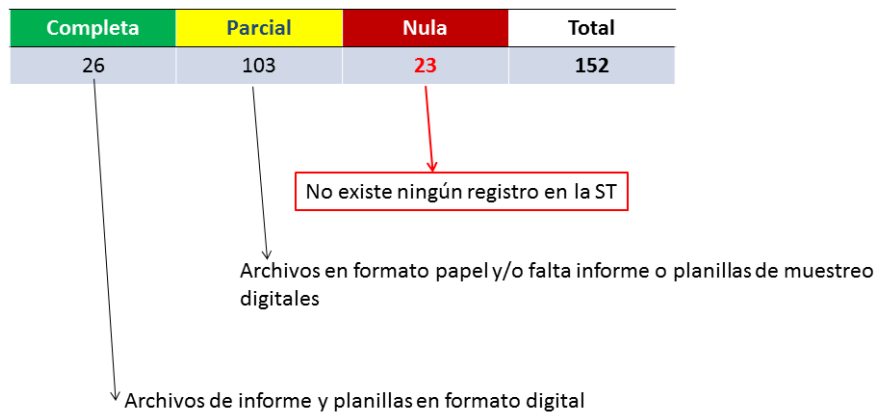 Completa Parcial Nula Total
26 103 23 152
No existe ningún registro en la ST
Archivos en formato papel y/o falta informe o planillas de muestreo
digitales
Archivos de informe y planillas en formato digital